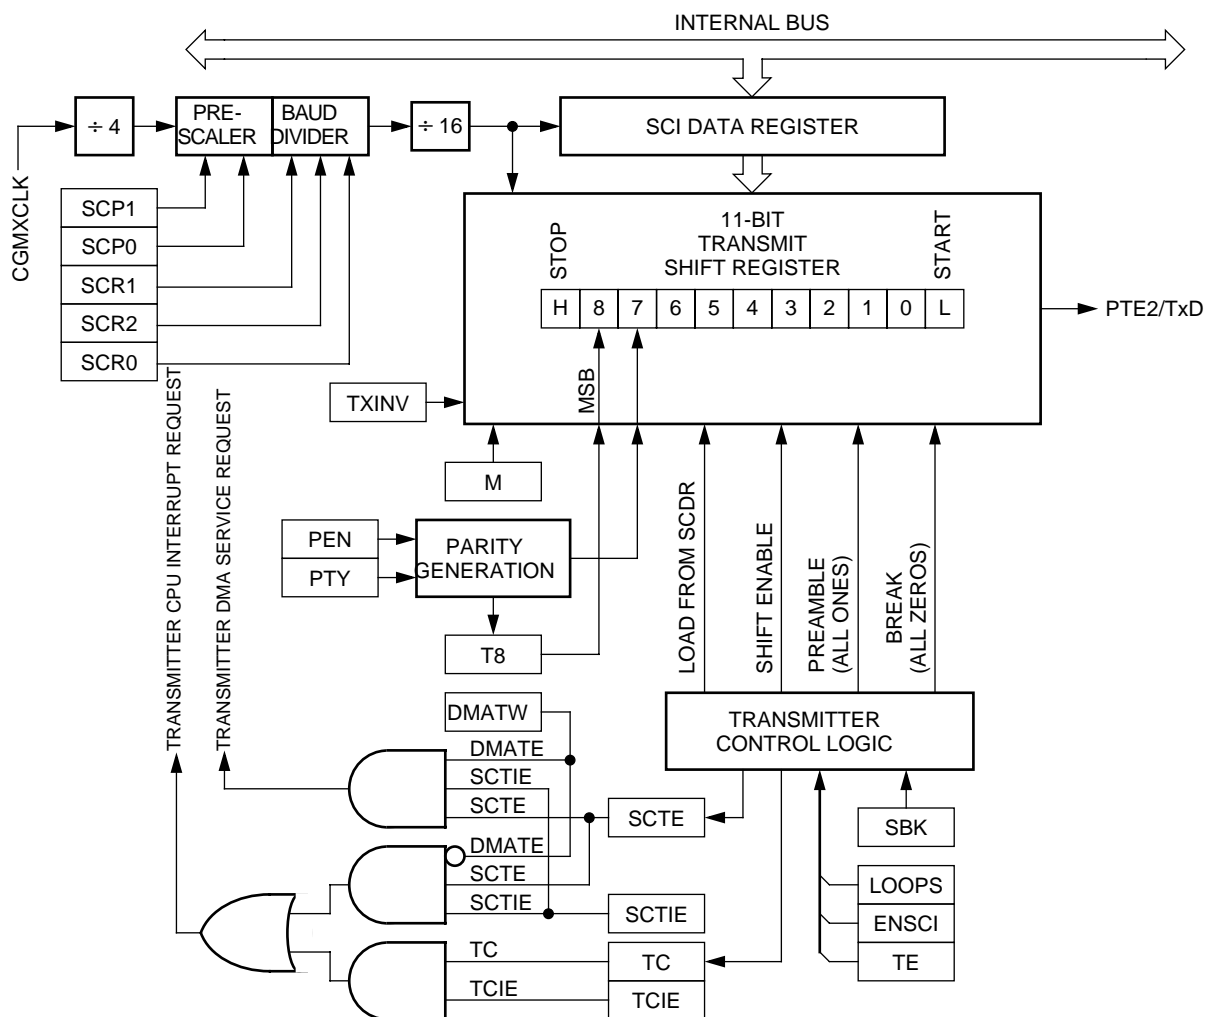 INTERNAL BUS
÷ 4
PRE-
SCALER
BAUD
DIVIDER
÷ 16
SCI DATA REGISTER
CGMXCLK
SCP1
SCP0
SCR1
SCR2
SCR0
11-BIT
TRANSMIT
SHIFT REGISTER
STOP
START
H 8 7 6 5 4 3 2 1 0 L
PTE2/TxD
MSB
TXINV
M
TRANSMITTER CPU INTERRUPT REQUEST
TRANSMITTER DMA SERVICE REQUEST
PEN
PTY
PARITY
GENERATION
T8
LOAD FROM SCDR
SHIFT ENABLE
PREAMBLE
(ALL ONES)
BREAK
(ALL ZEROS)
DMATW
TRANSMITTER
CONTROL LOGIC
DMATE
SCTIE
SCTE
SCTE
SBK
DMATE
SCTE
SCTIE
SCTIE
LOOPS
ENSCI
TE
TC
TC
TCIE
TCIE